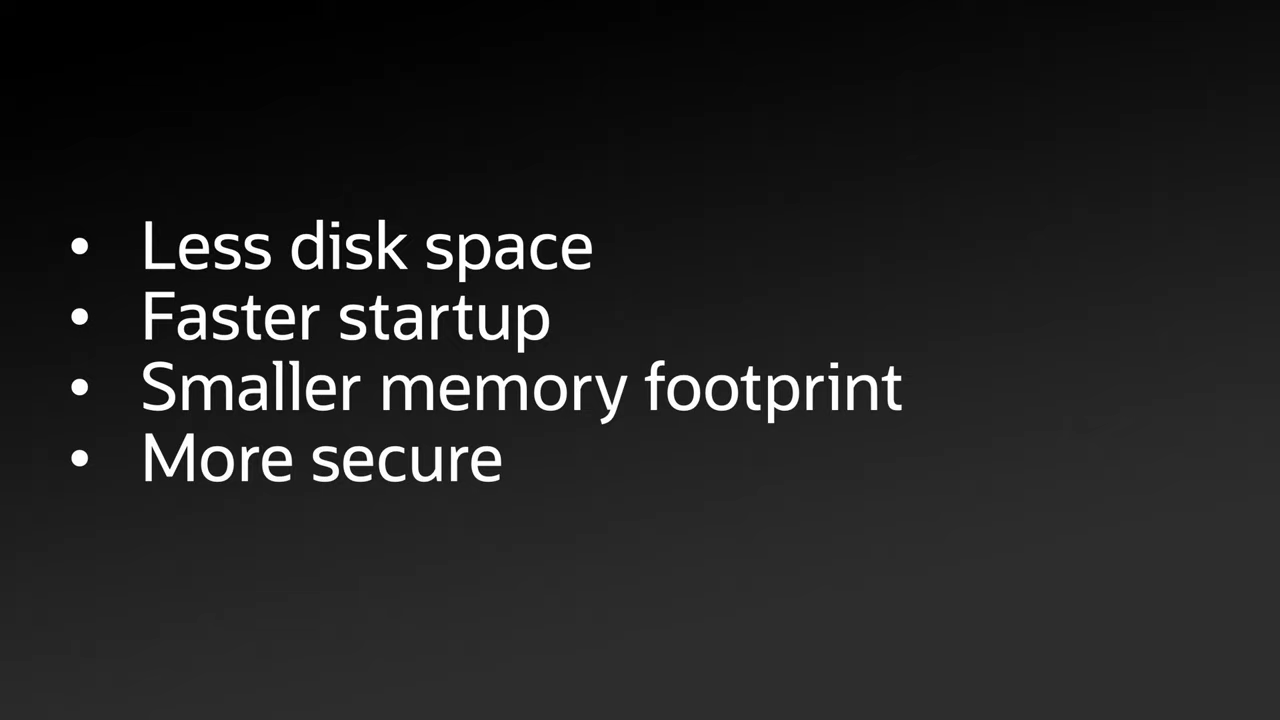 • Less disk space
• Faster startup
• Smaller memory footprint
• More secure